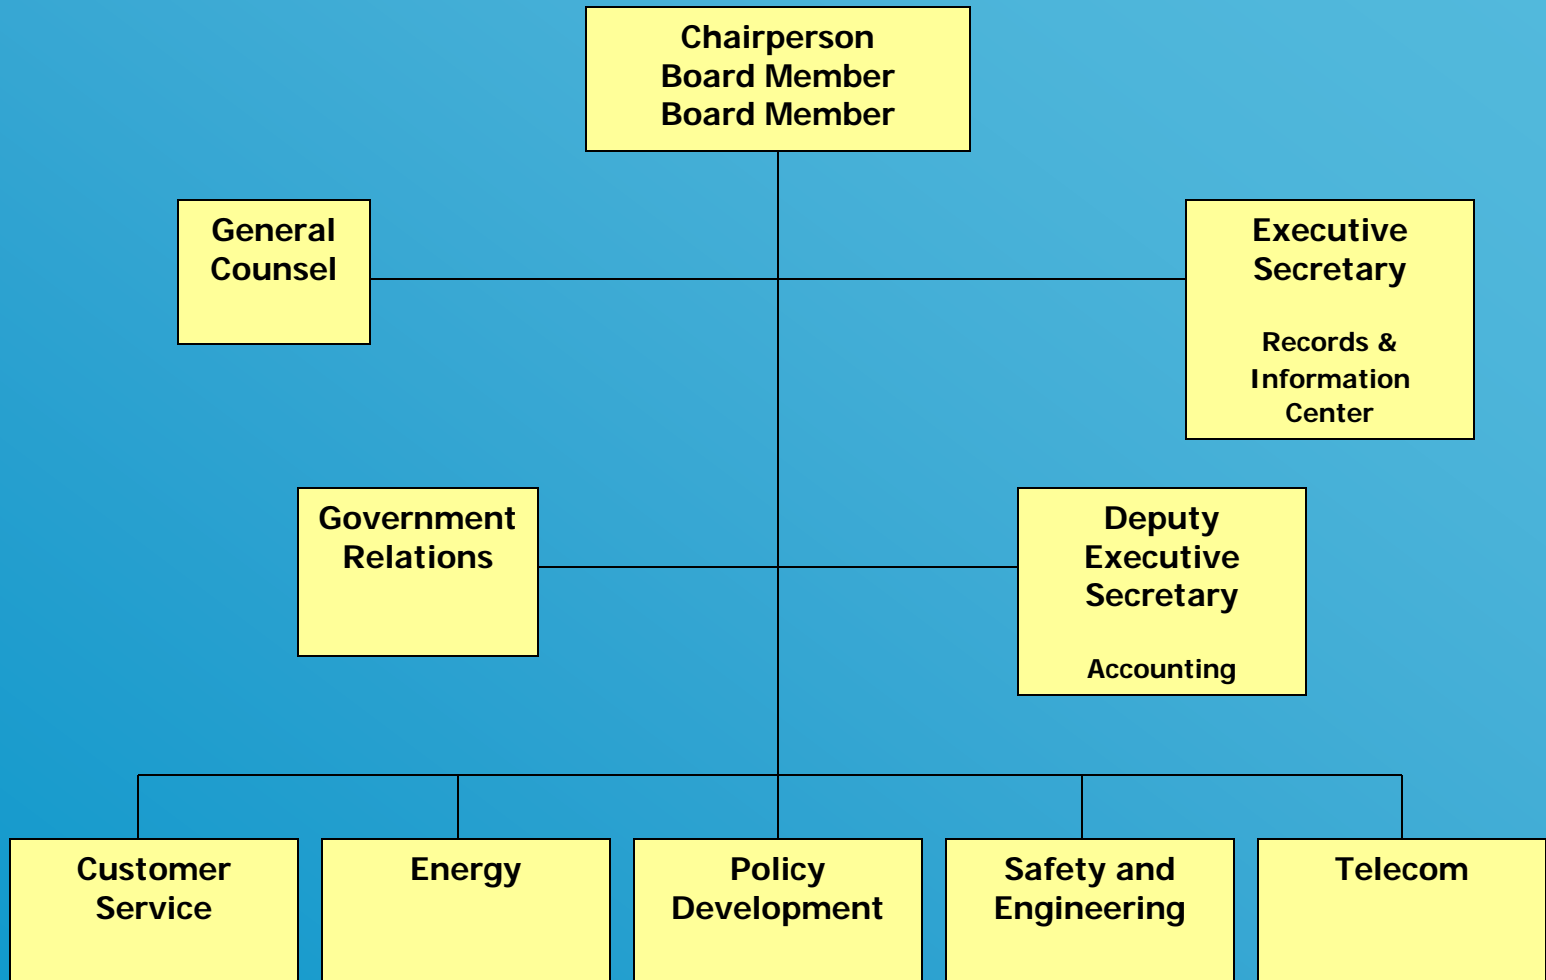 Chairperson
Board Member
Board Member
General
Counsel
Executive
Secretary
Records &
Information
Center
Government
Relations
Deputy
Executive
Secretary
Accounting
Customer
Service
Energy
Policy
Development
Safety and
Engineering
Telecom